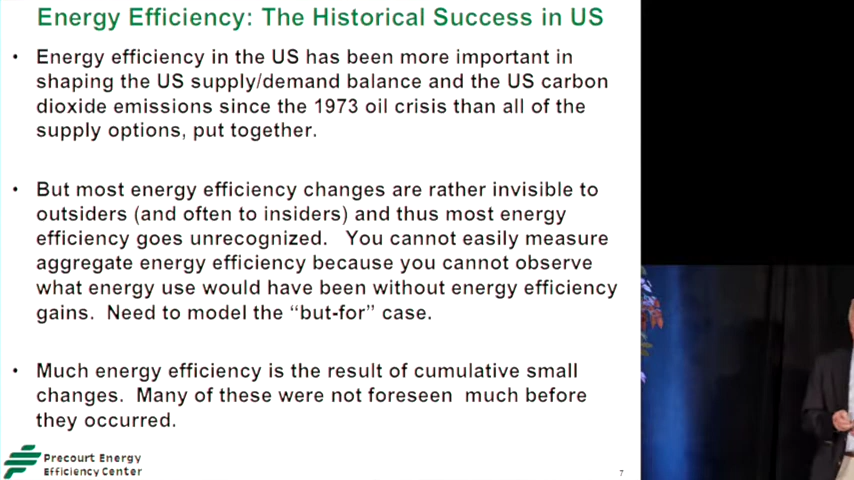 Energy Efficiency: The Historical Success in US
• Energy efficiency in the US has been more important in
shaping the US supply/demand balance and the US carbon
dioxide emissions since the 1973 oil crisis than all of the
supply options, put together.
• But most energy efficiency changes are rather invisible to
outsiders (and often to insiders) and thus most energy
efficiency goes unrecognized. You cannot easily measure
aggregate energy efficiency because you cannot observe
what energy use would have been without energy efficiency
gains. Need to model the “but-for” case.
• Much energy efficiency is the result of cumulative small
changes. Many of these were not foreseen much before
they occurred.
Precourt Energy
Efficiency Center
7